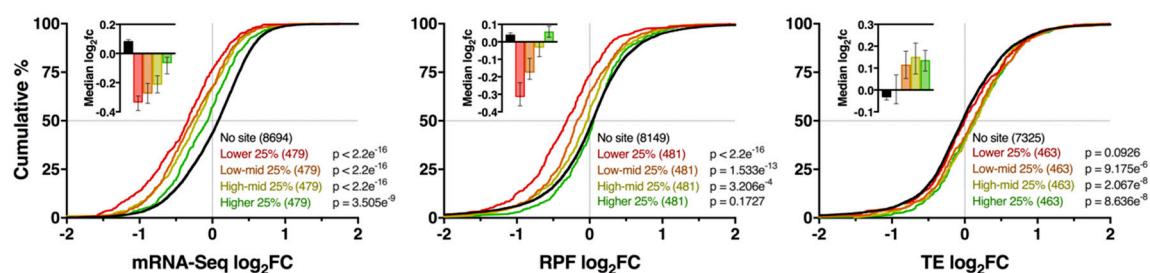 Cumulative %
100
75
50
25
0
-2
-1
0
1
2
mRNA-Seq log2FC
Median log2fc
0.2
0.0
-0.2
-0.4
No site (8694)
Lower 25% (479) p < 2.2e-16
Low-mid 25% (479) p < 2.2e-16
High-mid 25% (479) p < 2.2e-16
Higher 25% (479) p = 3.505e-9
100
75
50
25
0
-2
-1
0
1
2
RPF log2FC
Median log2fc
0.1
0.0
-0.1
-0.2
-0.3
-0.4
No site (8149)
Lower 25% (481) p < 2.2e-16
Low-mid 25% (481) p = 1.533e-13
High-mid 25% (481) p = 3.206e-4
Higher 25% (481) p = 0.1727
100
75
50
25
0
-2
-1
0
1
2
TE log2FC
Median log2fc
0.3
0.2
0.1
0.0
-0.1
No site (7325)
Lower 25% (463) p = 0.0926
Low-mid 25% (463) p = 9.175e-6
High-mid 25% (463) p = 2.067e-8
Higher 25% (463) p = 8.636e-8